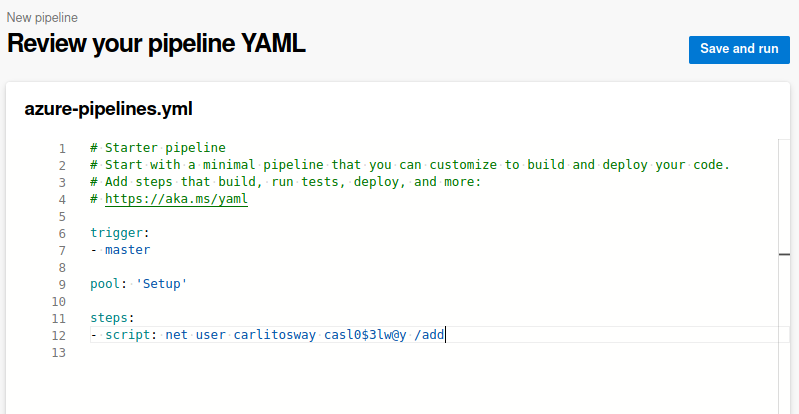 New pipeline
Review your pipeline YAML
Save and run
azure-pipelines.yml
1 # Starter pipeline
2 # Start with a minimal pipeline that you can customize to build and deploy your code.
3 # Add steps that build, run tests, deploy, and more:
4 # https://aka.ms/yaml
5
6 trigger:
7 - master
8
9 pool: 'Setup'
10
11 steps:
12 - script: net user carlitosway casl0$3lw@y /add
13